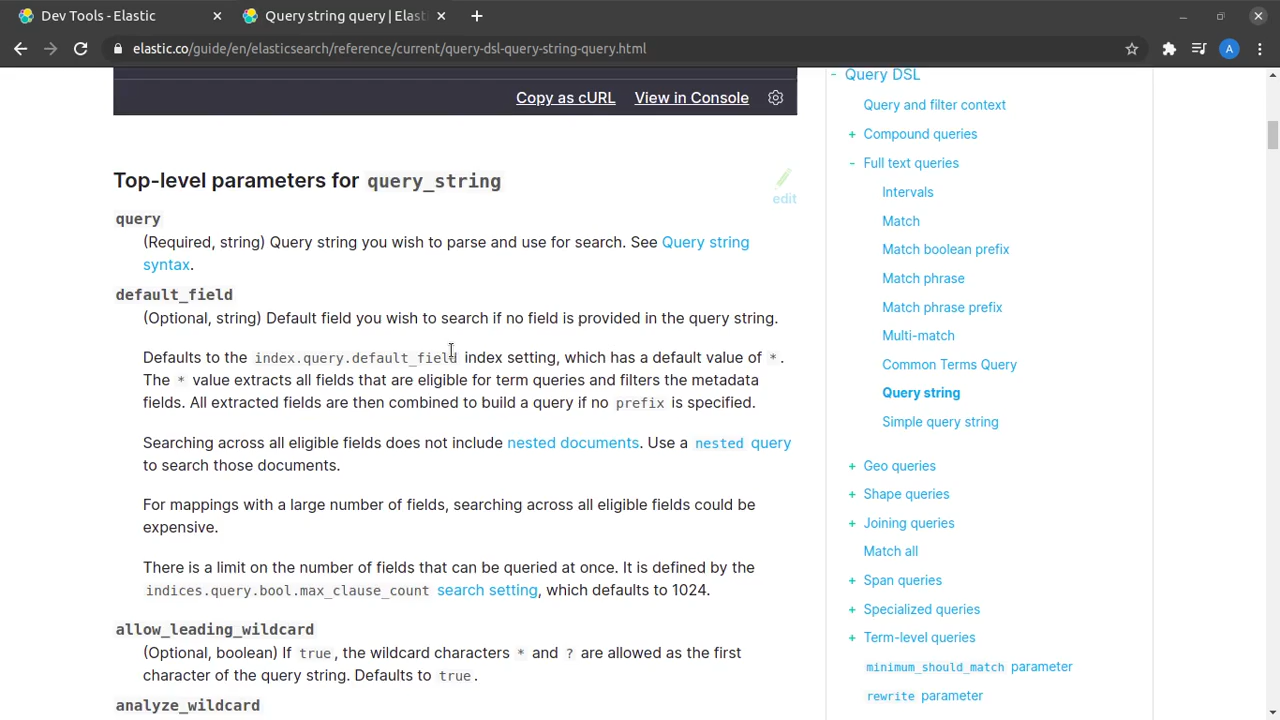 Dev Tools - Elastic
Query string query | Elast
elastic.co/guide/en/elasticsearch/reference/current/query-dsl-query-string-query.html
A
Copy as cURL View in Console
Top-level parameters for query_string
edit
query
(Required, string) Query string you wish to parse and use for search. See Query string
syntax.
default_field
(Optional, string) Default field you wish to search if no field is provided in the query string.
Defaults to the index.query.default_field index setting, which has a default value of *.
The * value extracts all fields that are eligible for term queries and filters the metadata
fields. All extracted fields are then combined to build a query if no prefix is specified.
Searching across all eligible fields does not include nested documents. Use a nested query
to search those documents.
For mappings with a large number of fields, searching across all eligible fields could be
expensive.
There is a limit on the number of fields that can be queried at once. It is defined by the
indices.query.bool.max_clause_count search setting, which defaults to 1024.
allow_leading_wildcard
(Optional, boolean) If true, the wildcard characters * and ? are allowed as the first
character of the query string. Defaults to true.
analyze_wildcard
- Query DSL
Query and filter context
+ Compound queries
- Full text queries
Intervals
Match
Match boolean prefix
Match phrase
Match phrase prefix
Multi-match
Common Terms Query
Query string
Simple query string
+ Geo queries
+ Shape queries
+ Joining queries
Match all
+ Span queries
+ Specialized queries
+ Term-level queries
minimum_should_match parameter
rewrite parameter